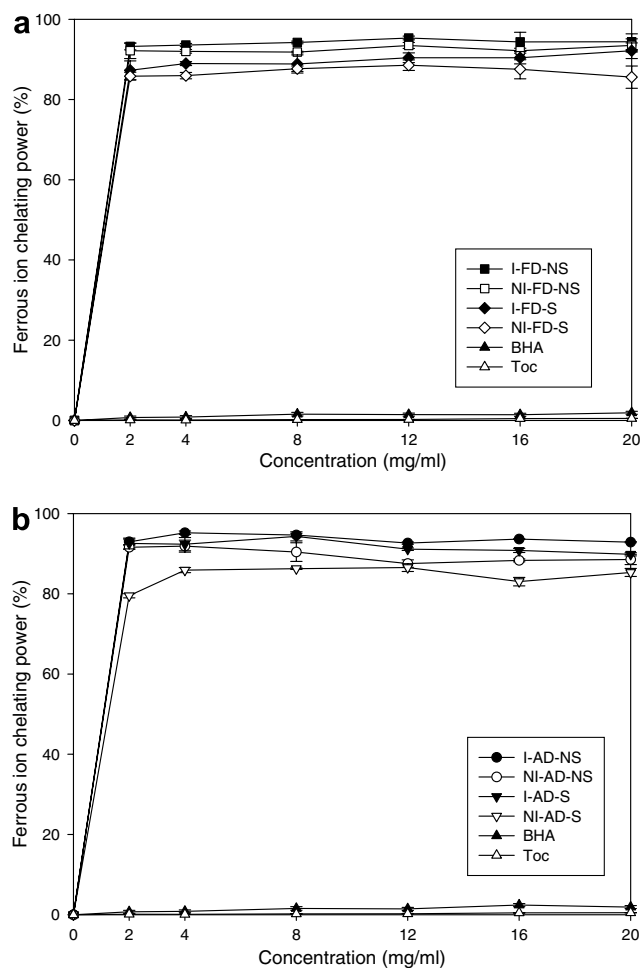 a
Ferrous ion chelating power (%)
100
80
60
40
20
0
I-FD-NS
NI-FD-NS
I-FD-S
NI-FD-S
BHA
Toc
0 2 4 8 12 16 20
Concentration (mg/ml)
b
Ferrous ion chelating power (%)
100
80
60
40
20
0
I-AD-NS
NI-AD-NS
I-AD-S
NI-AD-S
BHA
Toc
0 2 4 8 12 16 20
Concentration (mg/ml)